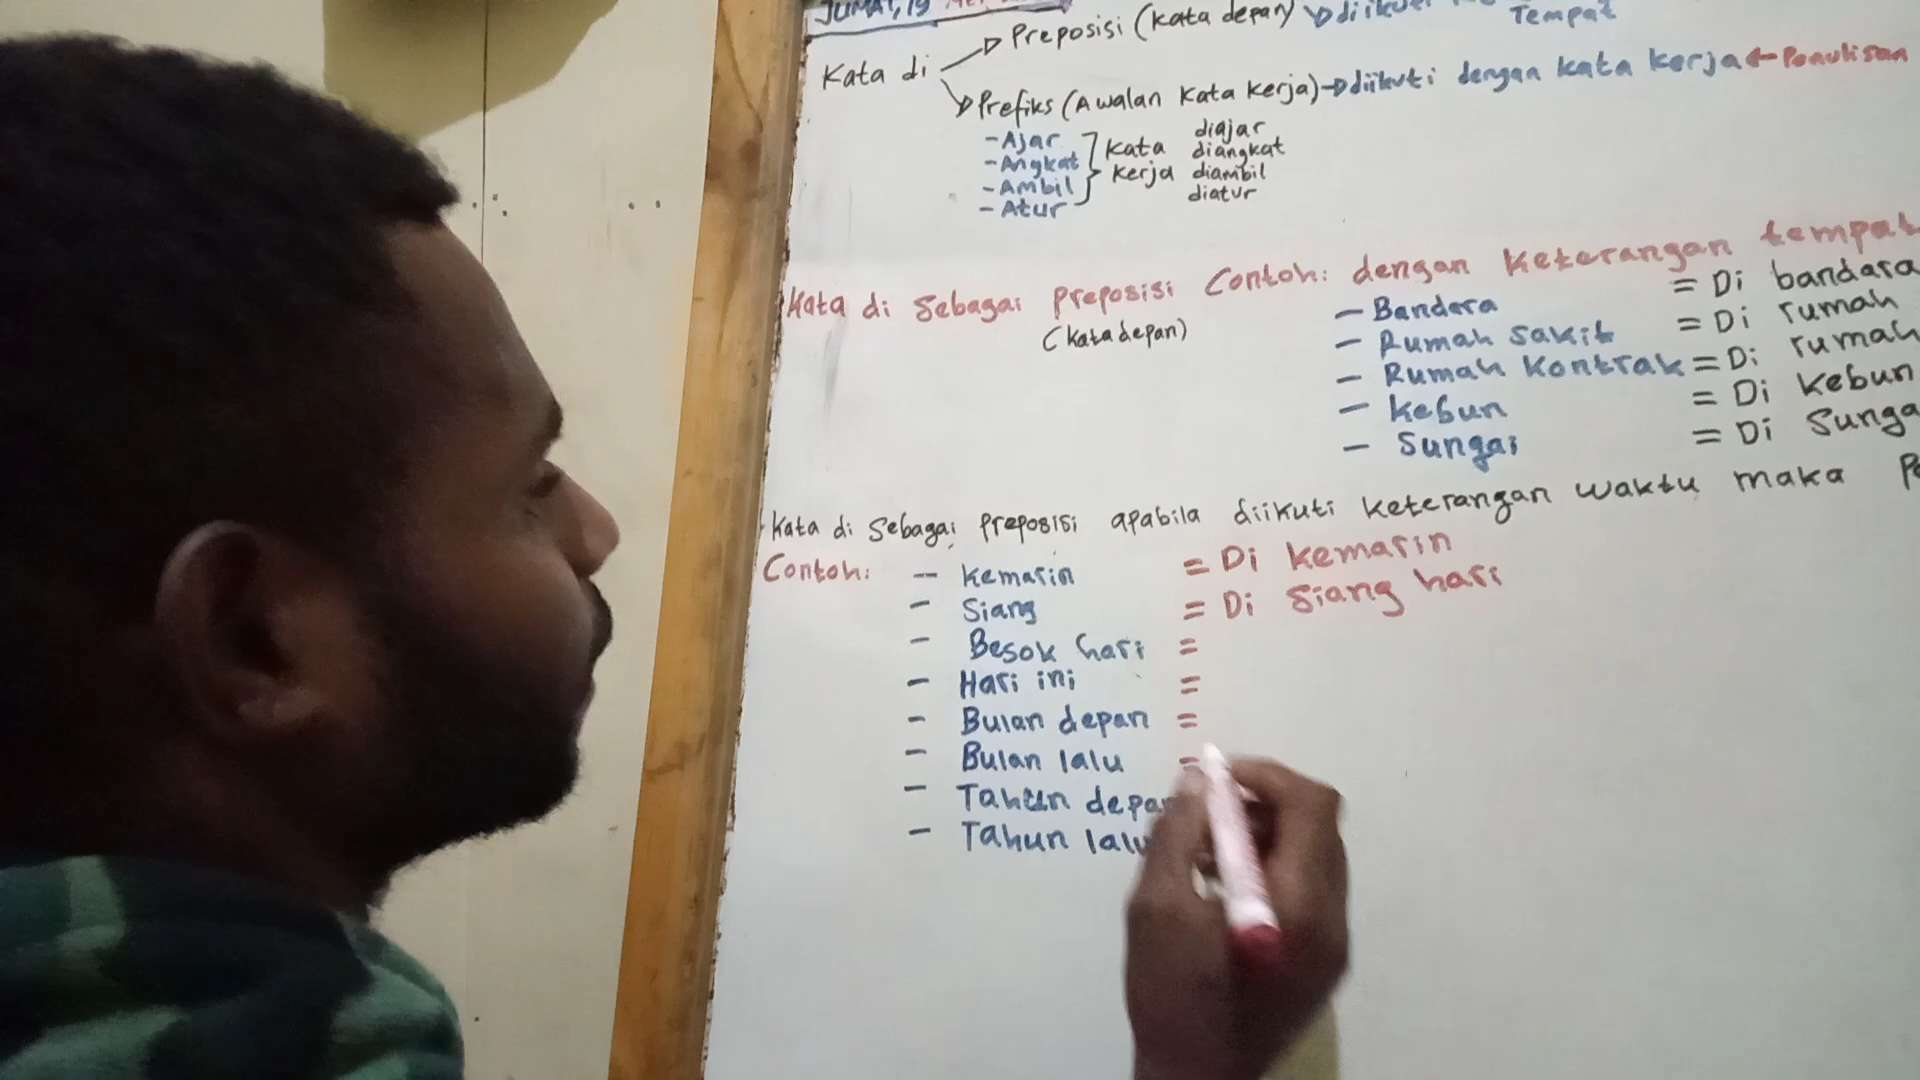 JUMAT, 19
Kata di Preposisi (Kata depan) diikuti
Tempat
Prefiks (Awalan Kata Kerja) diikuti dengan kata kerja Penulisan
- Ajar
- Angkat
- Ambil
- Atur
Kata
kerja
diajar
diangkat
diambil
diatur
Kata di sebagai preposisi Contoh: dengan keterangan tempat
(Kata depan)
- Bandara = Di bandara
- Rumah sakit = Di rumah
- Rumah Kontrak = Di rumah
- Kebun = Di Kebun
- Sungai = Di Sunga
Kata di sebagai preposisi apabila diikuti keterangan waktu maka
Contoh: - Kemarin = Di kemarin
- Siang = Di siang hari
- Besok hari =
- Hari ini =
- Bulan depan =
- Bulan lalu =
- Tahun depan
- Tahun lalu